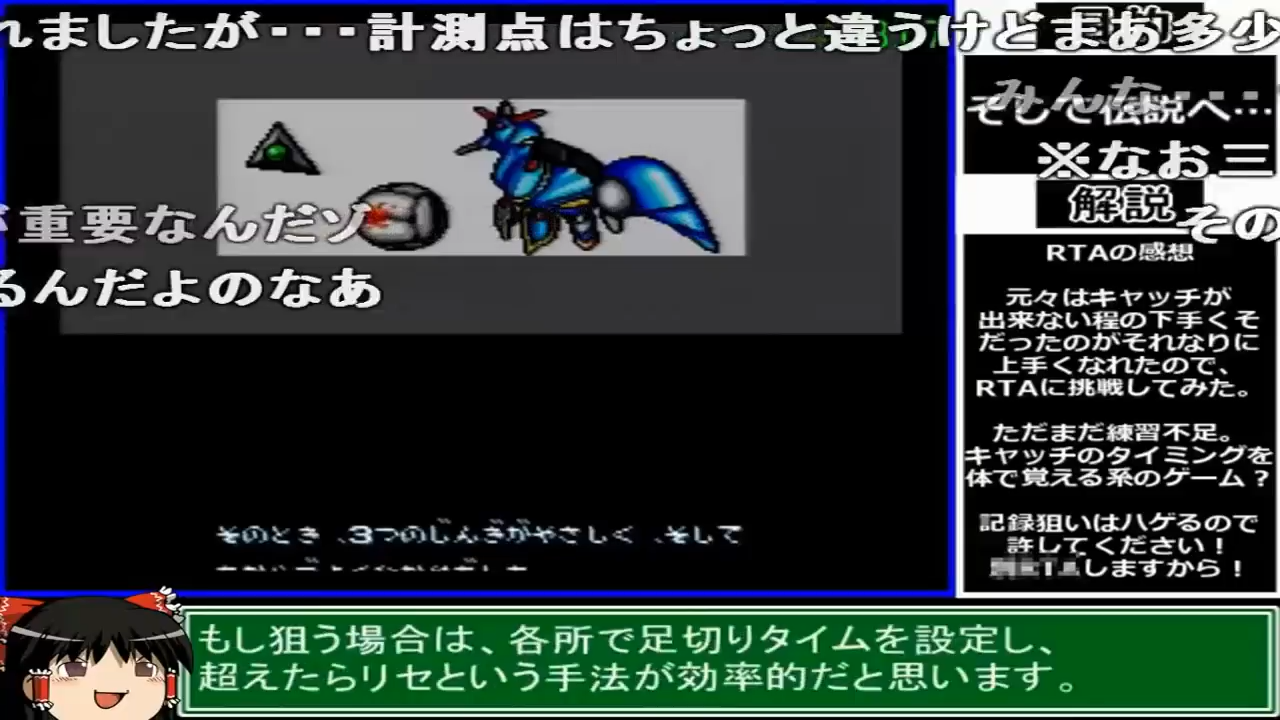 れましたが・・・計測点はちょっと違うけどまあ多少
目的
みんな・・・
そして伝説へ…
※なお三
解説
その
重要なんだゾ
るんだよのなあ
RTAの感想
元々はキャッチが
出来ない程の下手くそ
だったのがそれなりに
上手くなれたので、
RTAに挑戦してみた。
ただまだ練習不足。
キャッチのタイミングを
体で覚える系のゲーム？
記録狙いはハゲるので
許してください！
しますから！
そのとき、3つのじんぎがやさしく、そして
もし狙う場合は、各所で足切りタイムを設定し、
超えたらリセという手法が効率的だと思います。